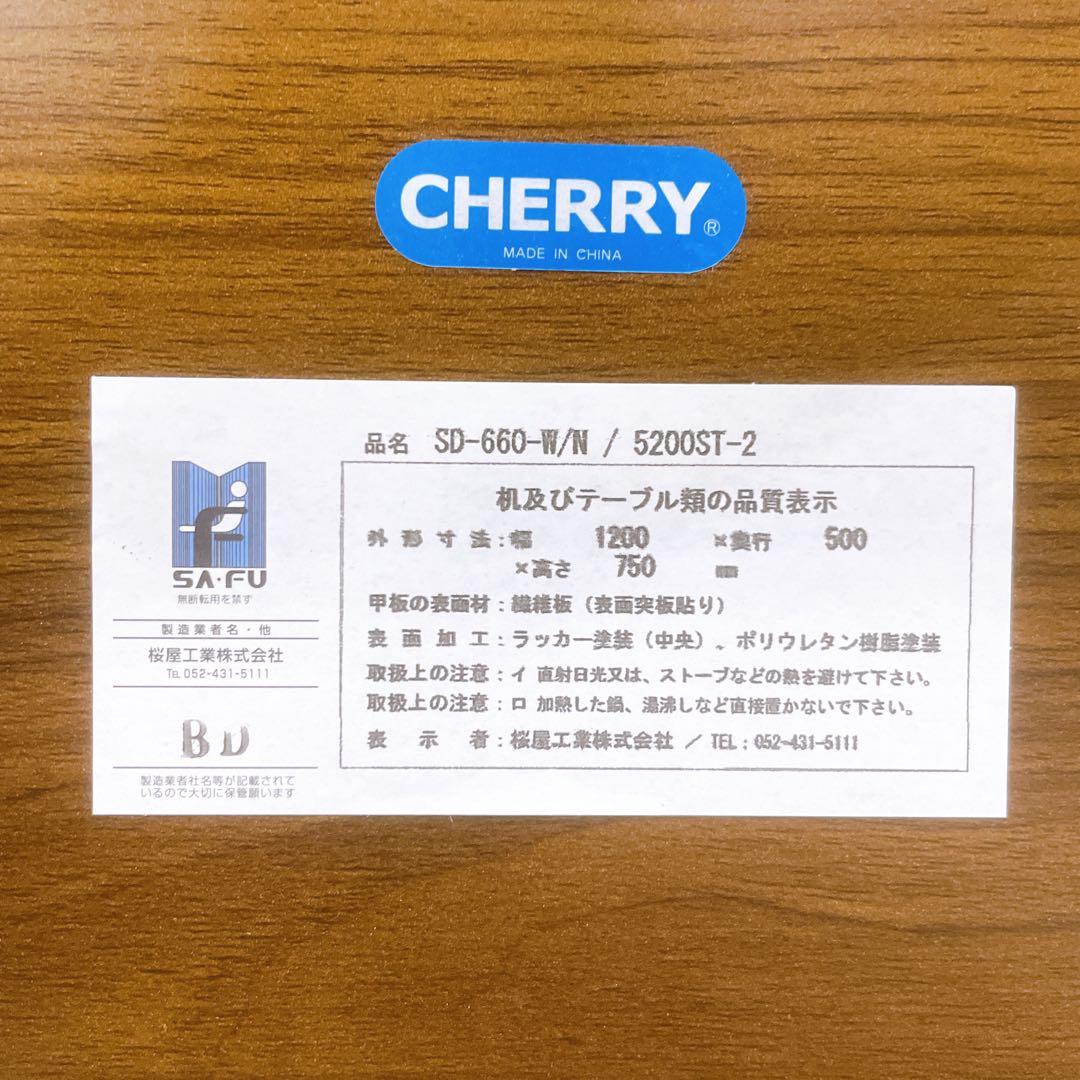 CHERRY®
MADE IN CHINA
品名 SD-660-W/N / 5200ST-2
SA・FU
無断転用を禁ず
製造業者名・他
桜屋工業株式会社
TEL 052-431-5111
BD
製造業者社名等が記載されて
いるので大切に保管願います
机及びテーブル類の品質表示
外形寸法:幅 1200 ×奥行 500
×高さ 750 mm
甲板の表面材:繊維板(表面突板貼り)
表面加工:ラッカー塗装(中央)、ポリウレタン樹脂塗装
取扱上の注意:イ 直射日光又は、ストーブなどの熱を避けて下さい。
取扱上の注意:ロ 加熱した鍋、湯沸しなど直接置かないで下さい。
表示者:桜屋工業株式会社 / TEL:052-431-5111